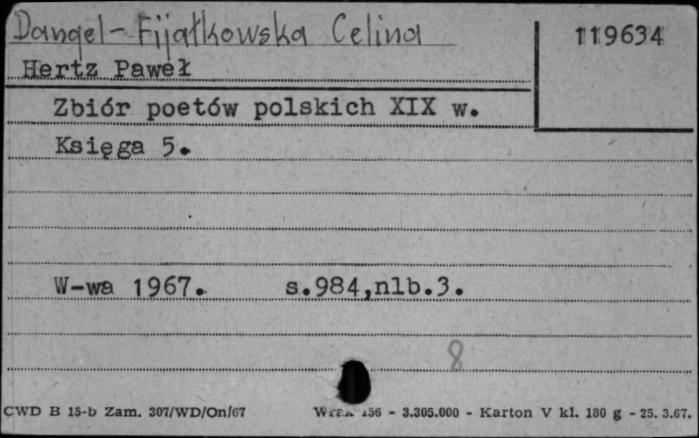 Dangel-Fijałkowska Celina
119634
Hertz Paweł
Zbiór poetów polskich XIX w.
Księga 5.
W-wa 1967. s.984,nlb.3.
8
CWD B 15-b Zam. 307/WD/On/67 - 3.305.000 - Karton V kl. 180 g - 25. 3.67.